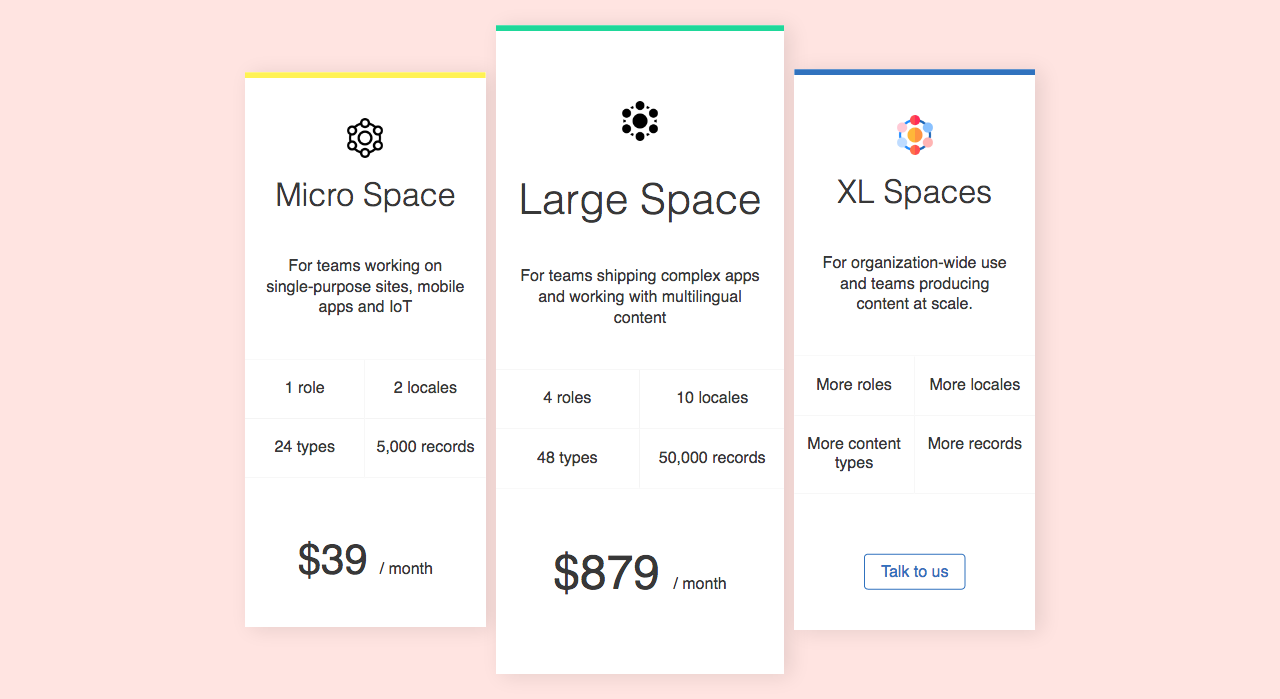 Micro Space
For teams working on
single-purpose sites, mobile
apps and IoT
1 role
2 locales
24 types
5,000 records
$39 / month
Large Space
For teams shipping complex apps
and working with multilingual
content
4 roles
10 locales
48 types
50,000 records
$879 / month
XL Spaces
For organization-wide use
and teams producing
content at scale.
More roles
More locales
More content
types
More records
Talk to us